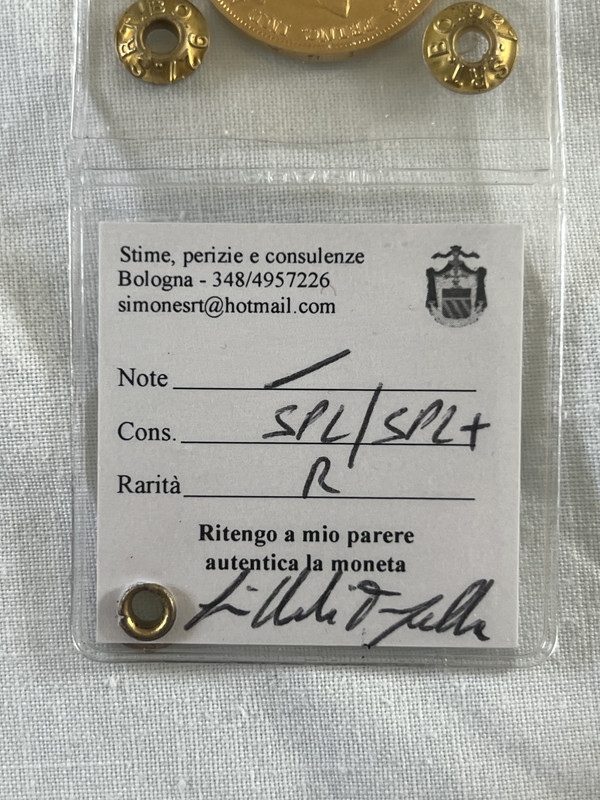 Stime, perizie e consulenze
Bologna - 348/4957226
simonesrt@hotmail.com
Note
Cons. SPL/SPL+
Rarità R
Ritengo a mio parere
autentica la moneta